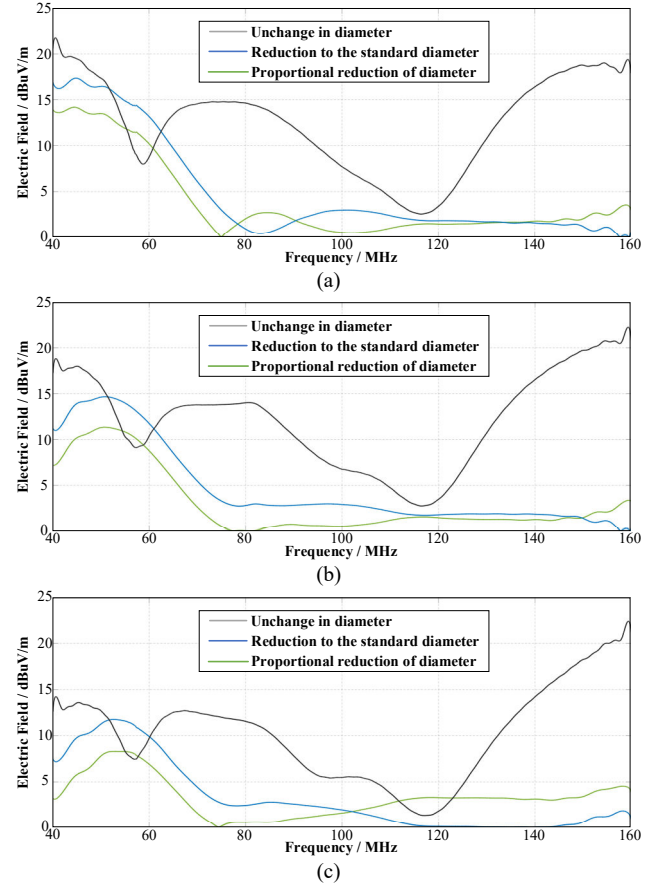 25
20
15
10
5
0
Electric Field / dBuV/m
Unchange in diameter
Reduction to the standard diameter
Proportional reduction of diameter
40 60 80 100 120 140 160
Frequency / MHz
(a)
25
20
15
10
5
0
Electric Field / dBuV/m
Unchange in diameter
Reduction to the standard diameter
Proportional reduction of diameter
40 60 80 100 120 140 160
Frequency / MHz
(b)
25
20
15
10
5
0
Electric Field / dBuV/m
Unchange in diameter
Reduction to the standard diameter
Proportional reduction of diameter
40 60 80 100 120 140 160
Frequency / MHz
(c)